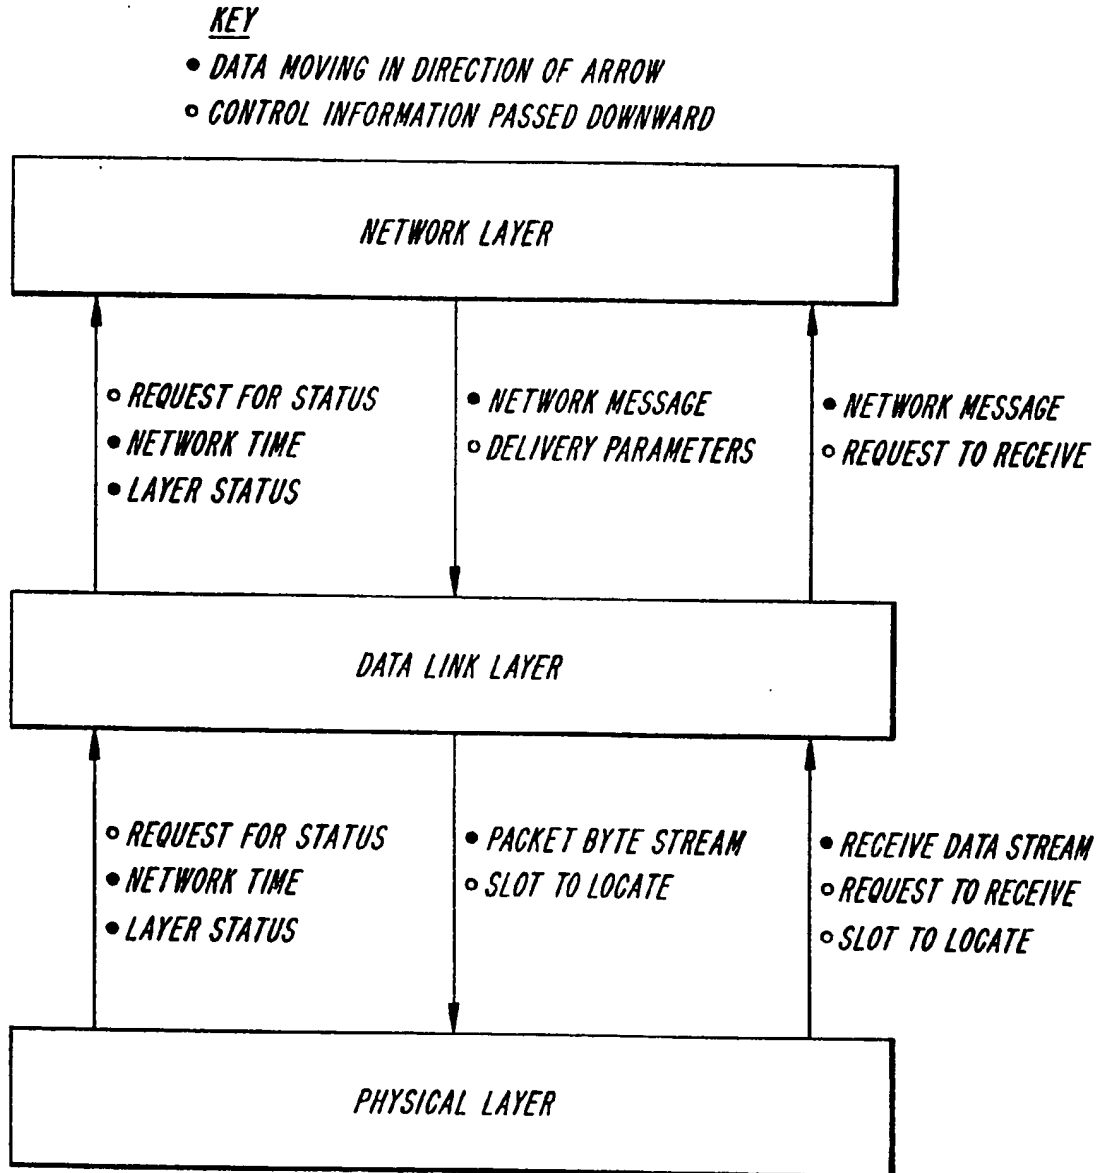 KEY
● DATA MOVING IN DIRECTION OF ARROW
○ CONTROL INFORMATION PASSED DOWNWARD
NETWORK LAYER
○ REQUEST FOR STATUS
● NETWORK TIME
● LAYER STATUS
● NETWORK MESSAGE
○ DELIVERY PARAMETERS
● NETWORK MESSAGE
○ REQUEST TO RECEIVE
DATA LINK LAYER
○ REQUEST FOR STATUS
● NETWORK TIME
● LAYER STATUS
● PACKET BYTE STREAM
○ SLOT TO LOCATE
● RECEIVE DATA STREAM
○ REQUEST TO RECEIVE
○ SLOT TO LOCATE
PHYSICAL LAYER